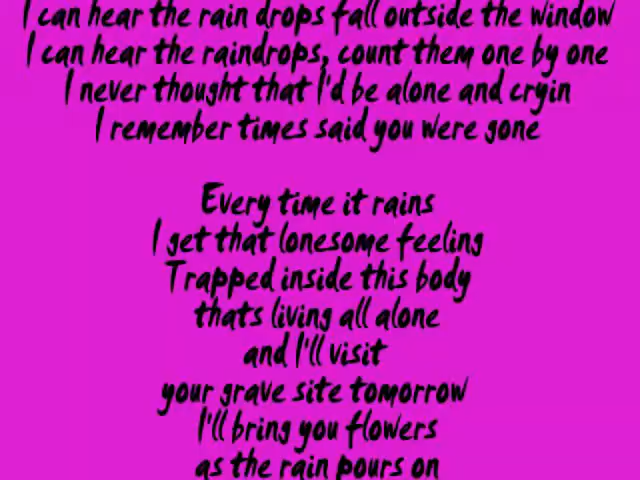 I can hear the rain drops fall outside the window
I can hear the raindrops, count them one by one
I never thought that I'd be alone and cryin
I remember times said you were gone
Every time it rains
I get that lonesome feeling
Trapped inside this body
thats living all alone
and I'll visit
your grave site tomorrow
I'll bring you flowers
as the rain pours on